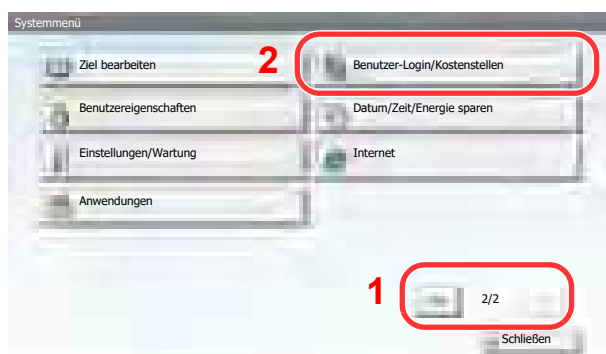 Systemmenü
Ziel bearbeiten
2
Benutzer-Login/Kostenstellen
Benutzereigenschaften
Datum/Zeit/Energie sparen
Einstellungen/Wartung
Internet
Anwendungen
1
2/2
Schließen